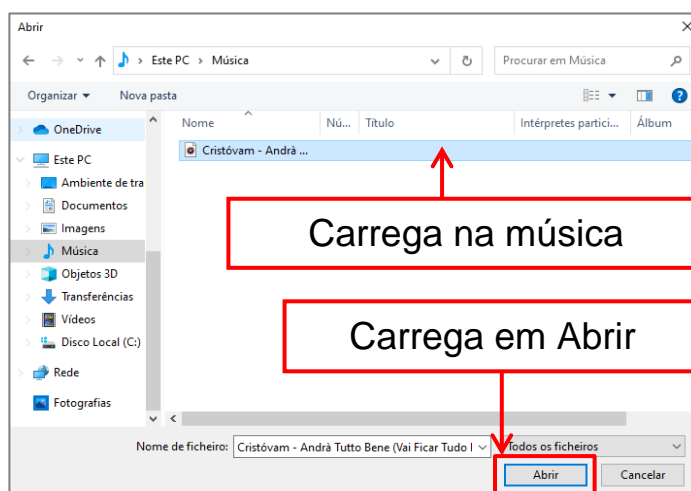 Abrir
Este PC › Música
Procurar em Música
Organizar
Nova pasta
Nome
Nú...
Título
Intérpretes partici...
Álbum
OneDrive
Cristóvam - Andrà ...
Este PC
Ambiente de tra
Documentos
Imagens
Música
Objetos 3D
Transferências
Vídeos
Disco Local (C:)
Rede
Fotografias
Carrega na música
Carrega em Abrir
Nome de ficheiro:
Cristóvam - Andrà Tutto Bene (Vai Ficar Tudo
Todos os ficheiros
Abrir
Cancelar